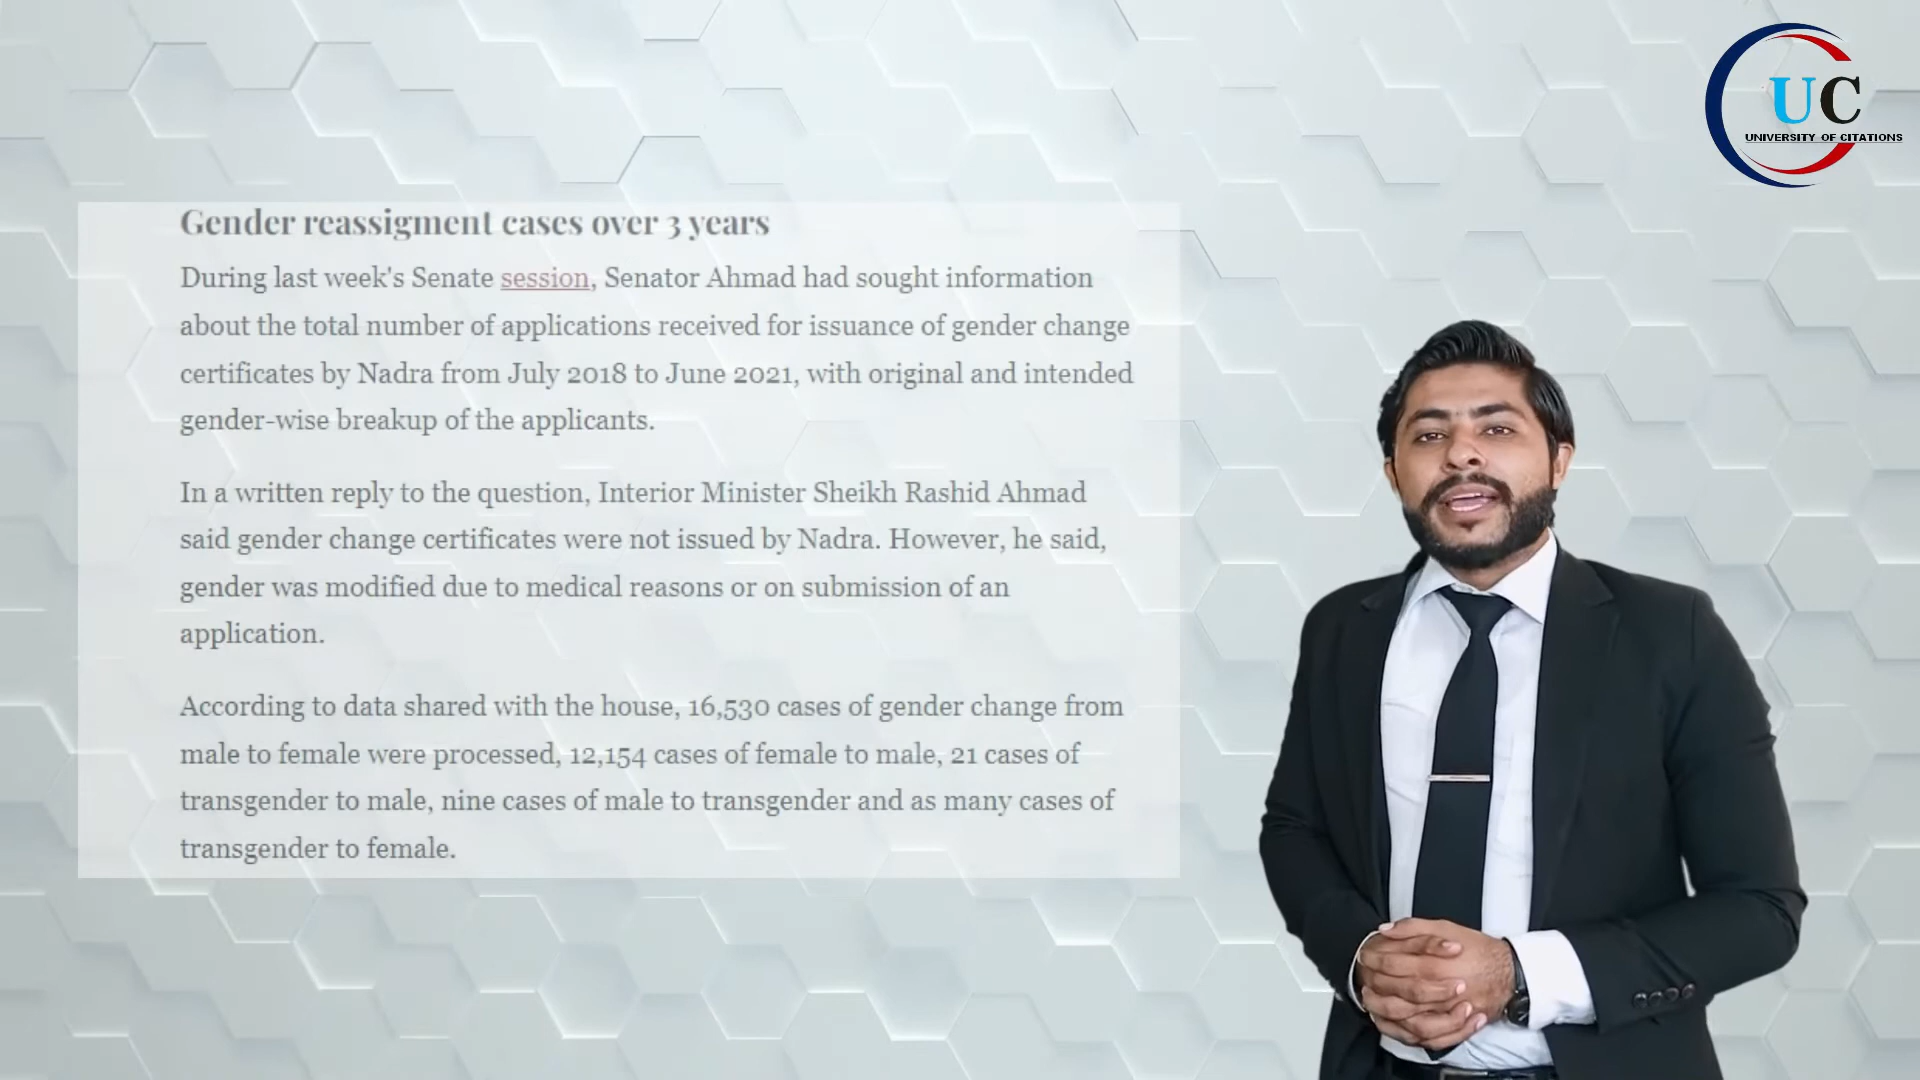 UC
UNIVERSITY OF CITATIONS
Gender reassigment cases over 3 years
During last week's Senate session, Senator Ahmad had sought information
about the total number of applications received for issuance of gender change
certificates by Nadra from July 2018 to June 2021, with original and intended
gender-wise breakup of the applicants.
In a written reply to the question, Interior Minister Sheikh Rashid Ahmad
said gender change certificates were not issued by Nadra. However, he said,
gender was modified due to medical reasons or on submission of an
application.
According to data shared with the house, 16,530 cases of gender change from
male to female were processed, 12,154 cases of female to male, 21 cases of
transgender to male, nine cases of male to transgender and as many cases of
transgender to female.